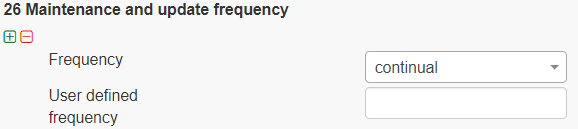 26 Maintenance and update frequency
Frequency
continual
User defined
frequency